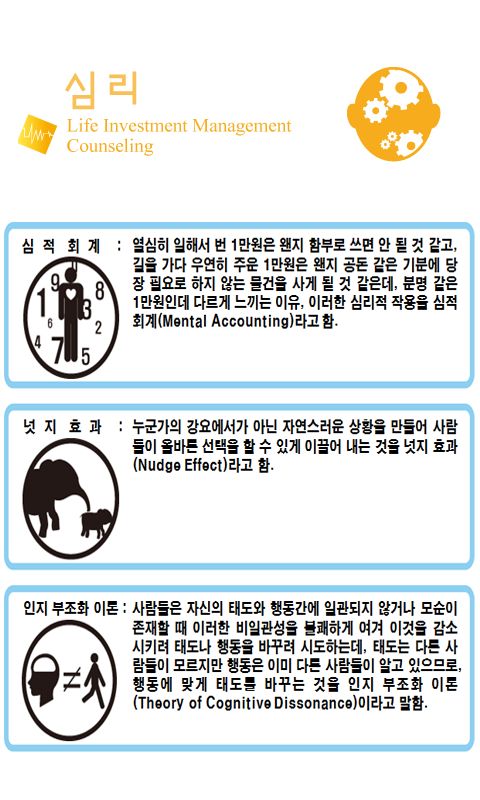 심리
Life Investment Management
Counseling
심적 회계 : 열심히 일해서 번 1만원은 왠지 함부로 쓰면 안 될 것 같고,
길을 가다 우연히 주운 1만원은 왠지 공돈 같은 기분에 당
장 필요로 하지 않는 물건을 사게 될 것 같은데, 분명 같은
1만원인데 다르게 느끼는 이유, 이러한 심리적 작용을 심적
회계(Mental Accounting)라고 함.
9 8
1 3
6 2
4 7 5
넛지 효과 : 누군가의 강요에서가 아닌 자연스러운 상황을 만들어 사람
들이 올바른 선택을 할 수 있게 이끌어 내는 것을 넛지 효과
(Nudge Effect)라고 함.
인지 부조화 이론 : 사람들은 자신의 태도와 행동간에 일관되지 않거나 모순이
존재할 때 이러한 비일관성을 불쾌하게 여겨 이것을 감소
시키려 태도나 행동을 바꾸려 시도하는데, 태도는 다른 사
람들이 모르지만 행동은 이미 다른 사람들이 알고 있으므로,
행동에 맞게 태도를 바꾸는 것을 인지 부조화 이론
(Theory of Cognitive Dissonance)이라고 말함.
≠